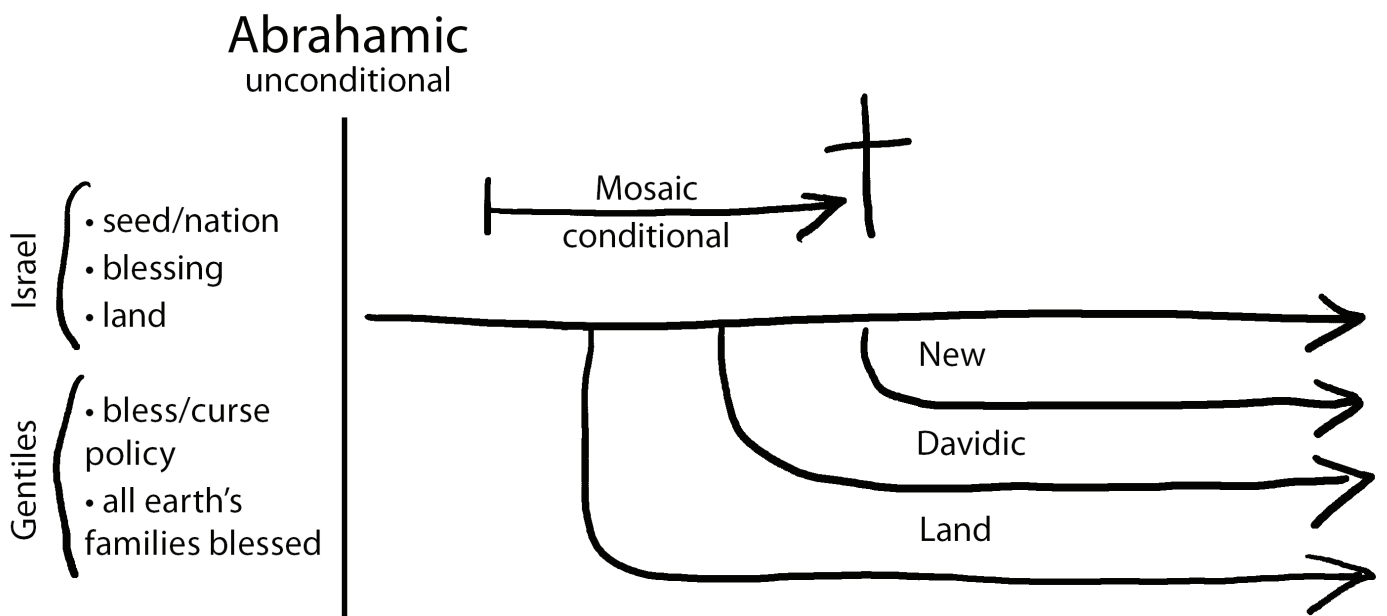 Abrahamic
unconditional
Mosaic
conditional
Israel
• seed/nation
• blessing
• land
Gentiles
• bless/curse
policy
• all earth's
families blessed
New
Davidic
Land